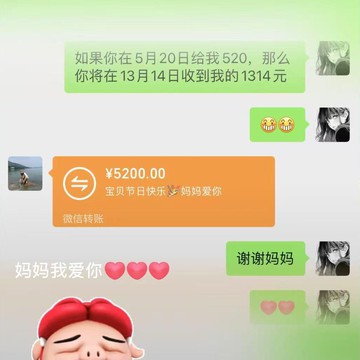 如果你在5月20日给我520，那么
你将在13月14日收到我的1314元
¥5200.00
宝贝节日快乐🎉妈妈爱你
微信转账
谢谢妈妈
妈妈我爱你